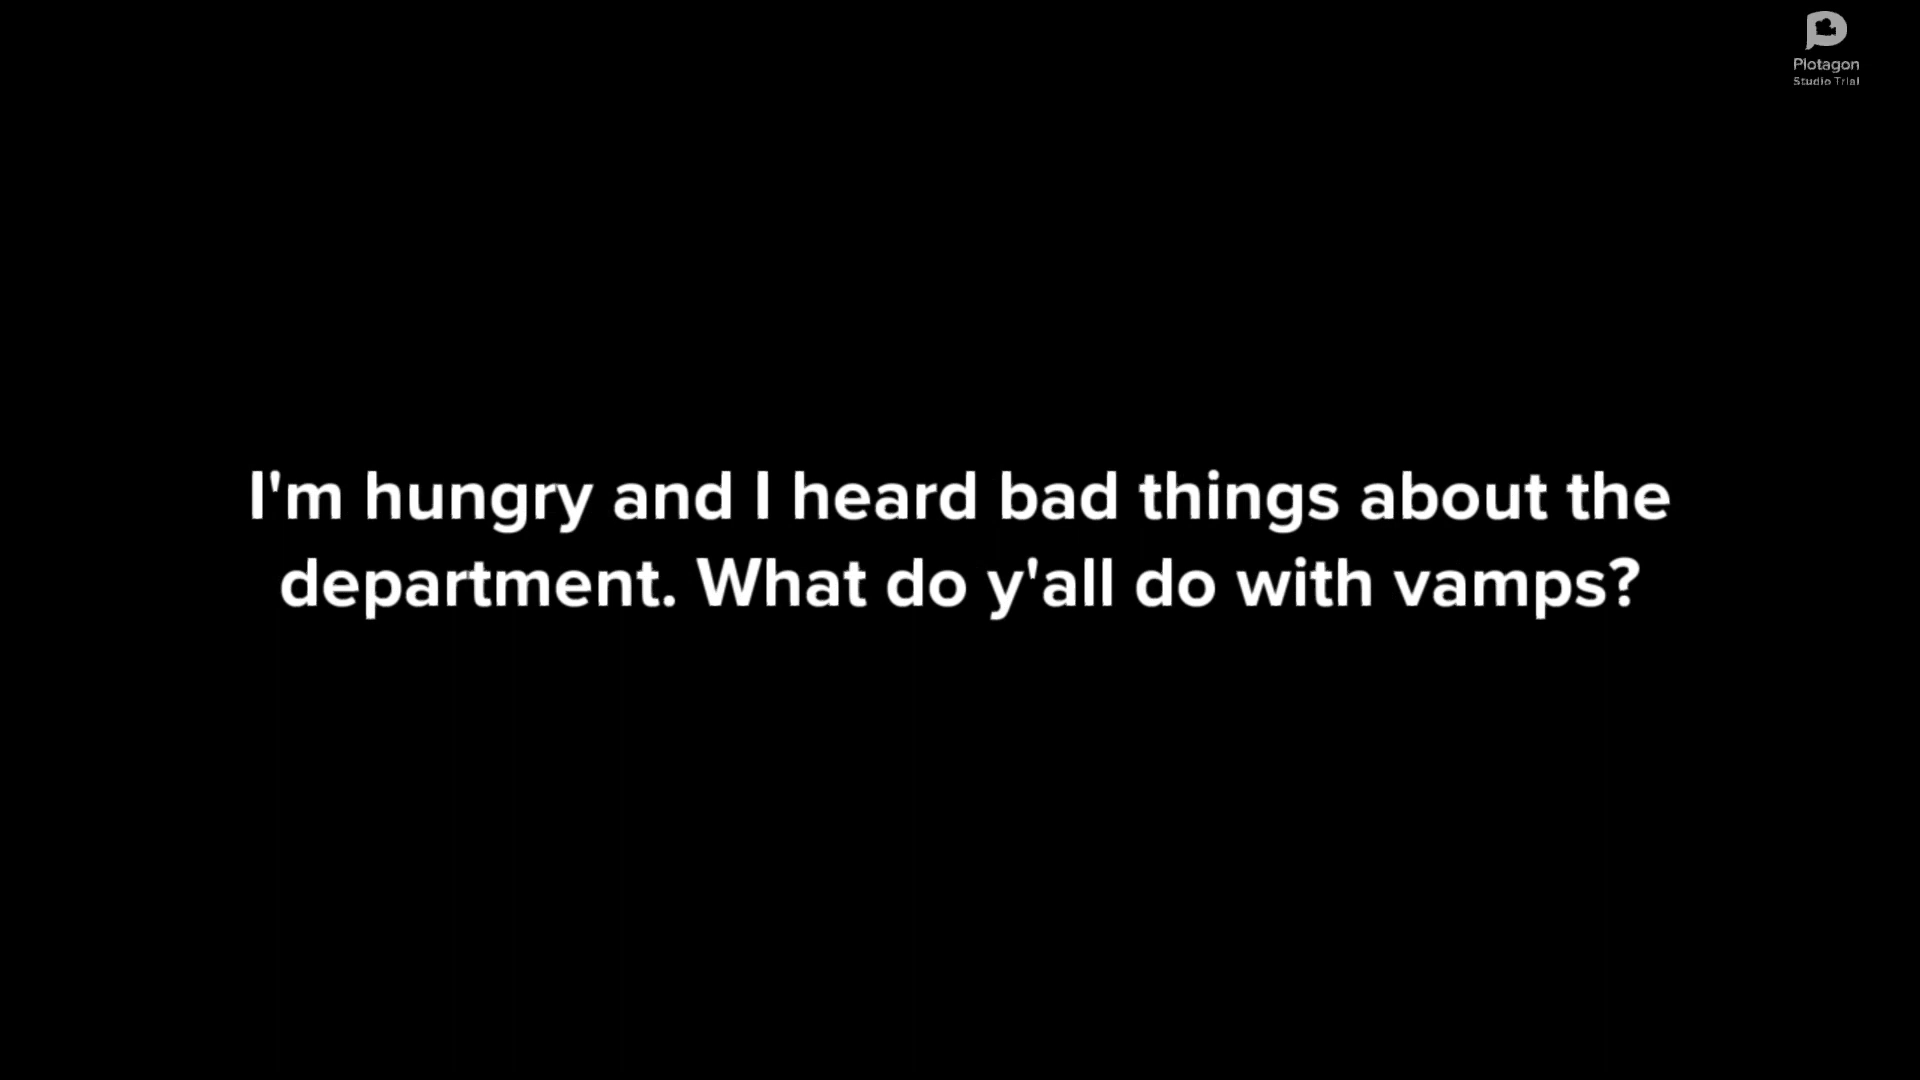 Plotagon
Studio Trial
I'm hungry and I heard bad things about the
department. What do y'all do with vamps?